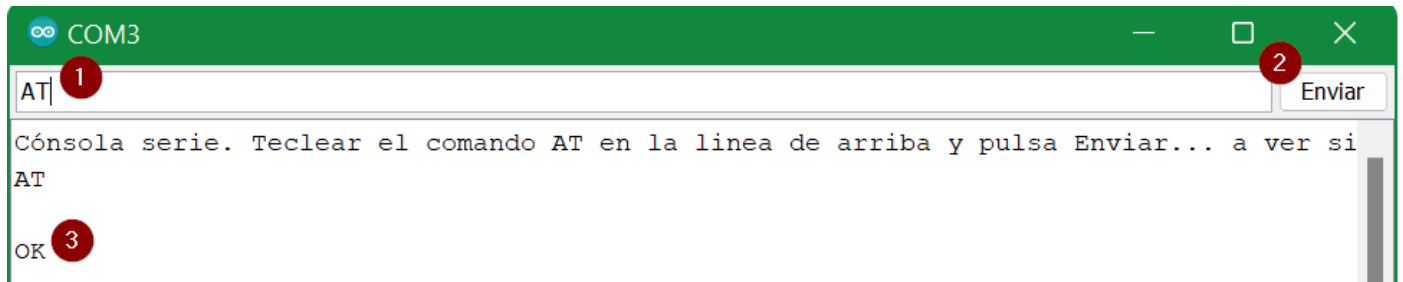 COM3
1
2
AT
Enviar
Cónsola serie. Teclear el comando AT en la linea de arriba y pulsa Enviar... a ver si
AT
OK
3